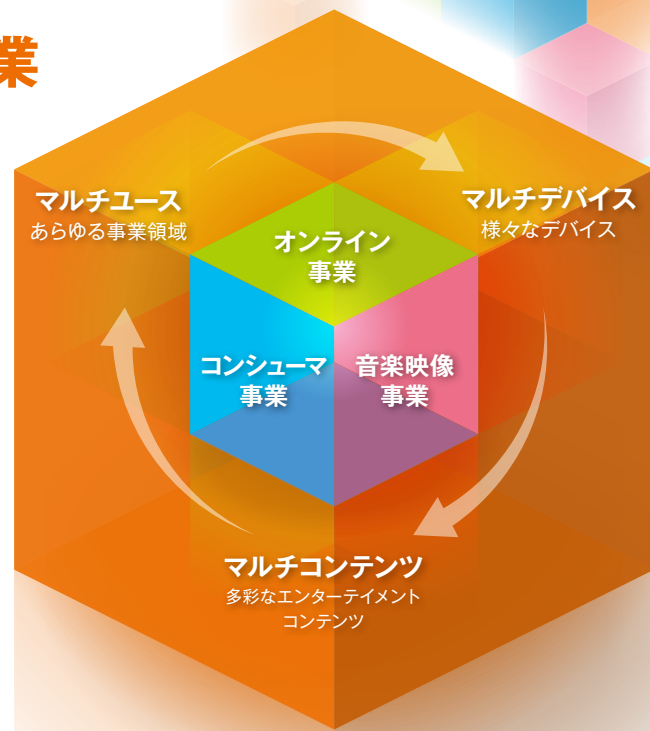 業
マルチユース
あらゆる事業領域
マルチデバイス
様々なデバイス
オンライン
事業
コンシューマ
事業
音楽映像
事業
マルチコンテンツ
多彩なエンターテイメント
コンテンツ